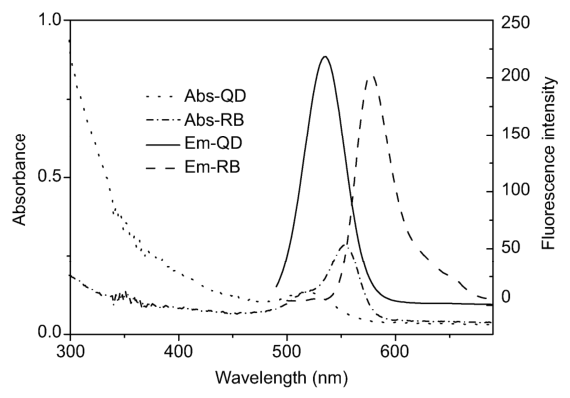 1.0
0.5
0.0
Absorbance
300
400
500
600
Wavelength (nm)
250
200
150
100
50
0
Fluorescence intensity
Abs-QD
Abs-RB
Em-QD
Em-RB